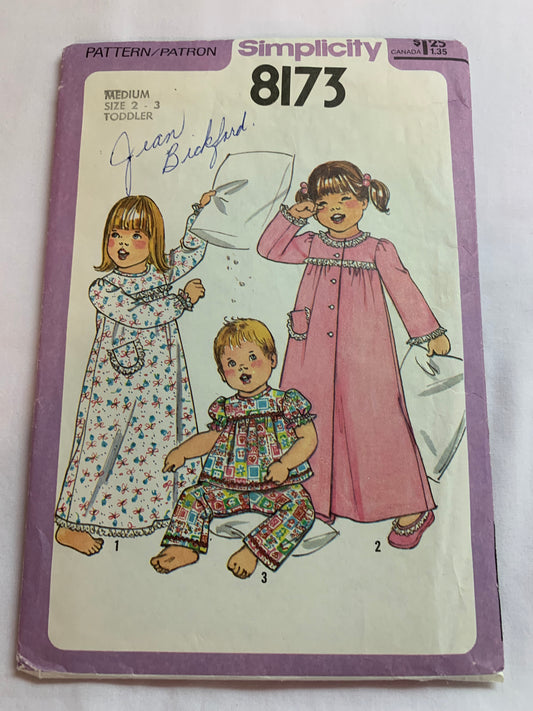 PATTERN/PATRON
Simplicity
$1.25
CANADA 1.35
8173
MEDIUM
SIZE 2 - 3
TODDLER
Jean
Bickford.
1
2
3